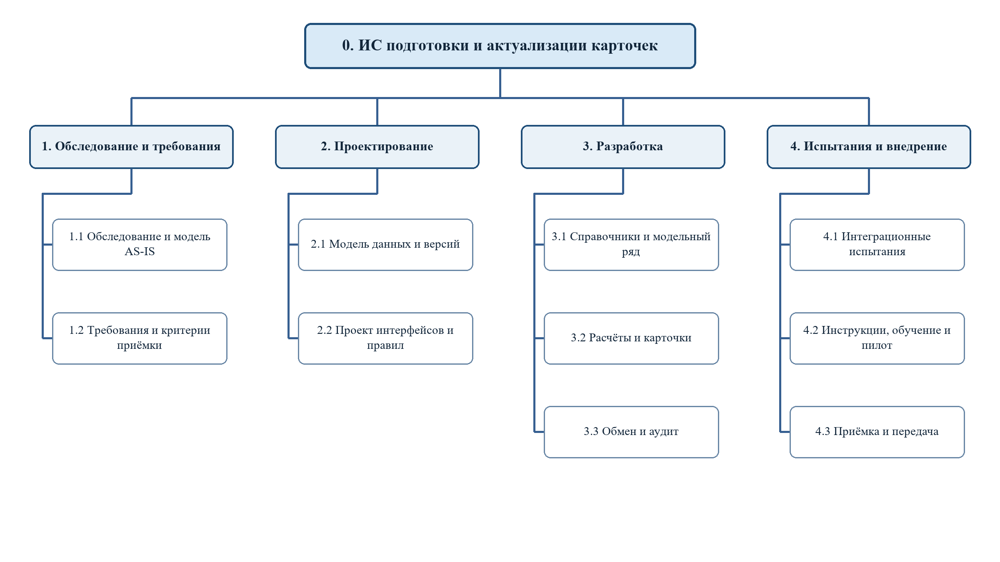 0. ИС подготовки и актуализации карточек
1. Обследование и требования
2. Проектирование
3. Разработка
4. Испытания и внедрение
1.1 Обследование и модель
AS-IS
1.2 Требования и критерии
приёмки
2.1 Модель данных и версий
2.2 Проект интерфейсов и
правил
3.1 Справочники и модельный
ряд
3.2 Расчёты и карточки
3.3 Обмен и аудит
4.1 Интеграционные
испытания
4.2 Инструкции, обучение и
пилот
4.3 Приёмка и передача